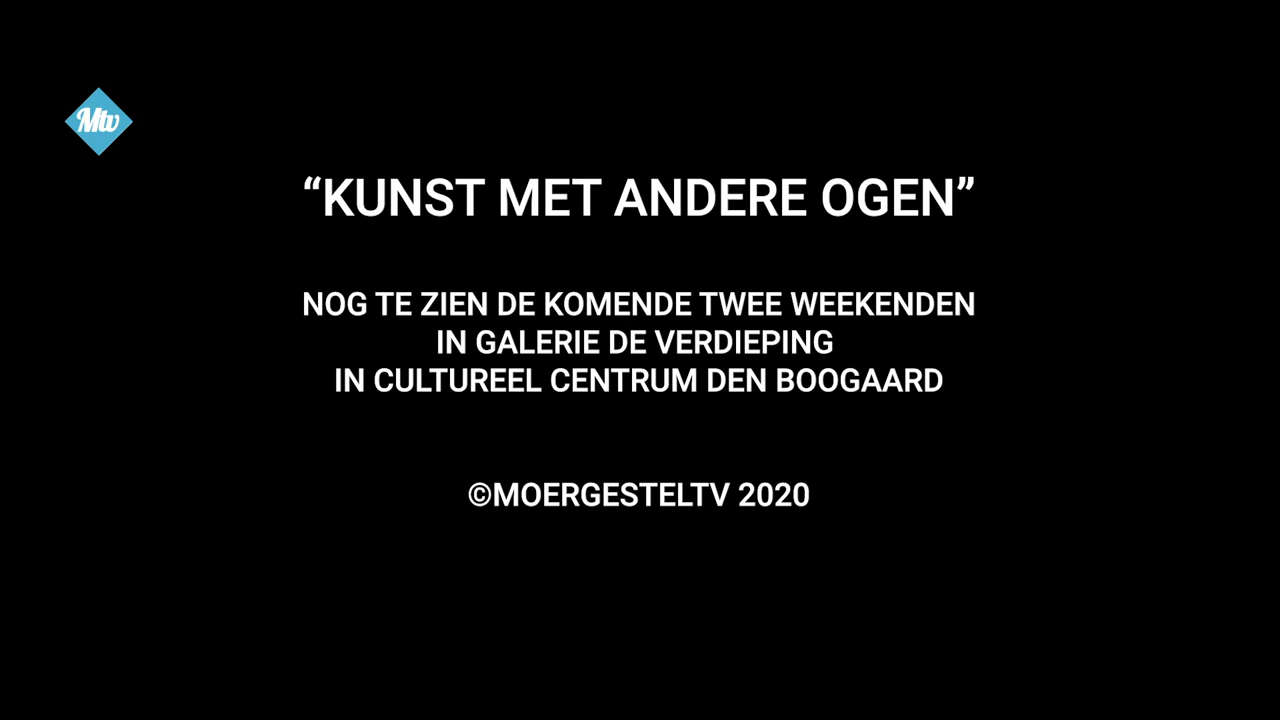 Mtv
“KUNST MET ANDERE OGEN”
NOG TE ZIEN DE KOMENDE TWEE WEEKENDEN
IN GALERIE DE VERDIEPING
IN CULTUREEL CENTRUM DEN BOOGAARD
©MOERGESTELTV 2020